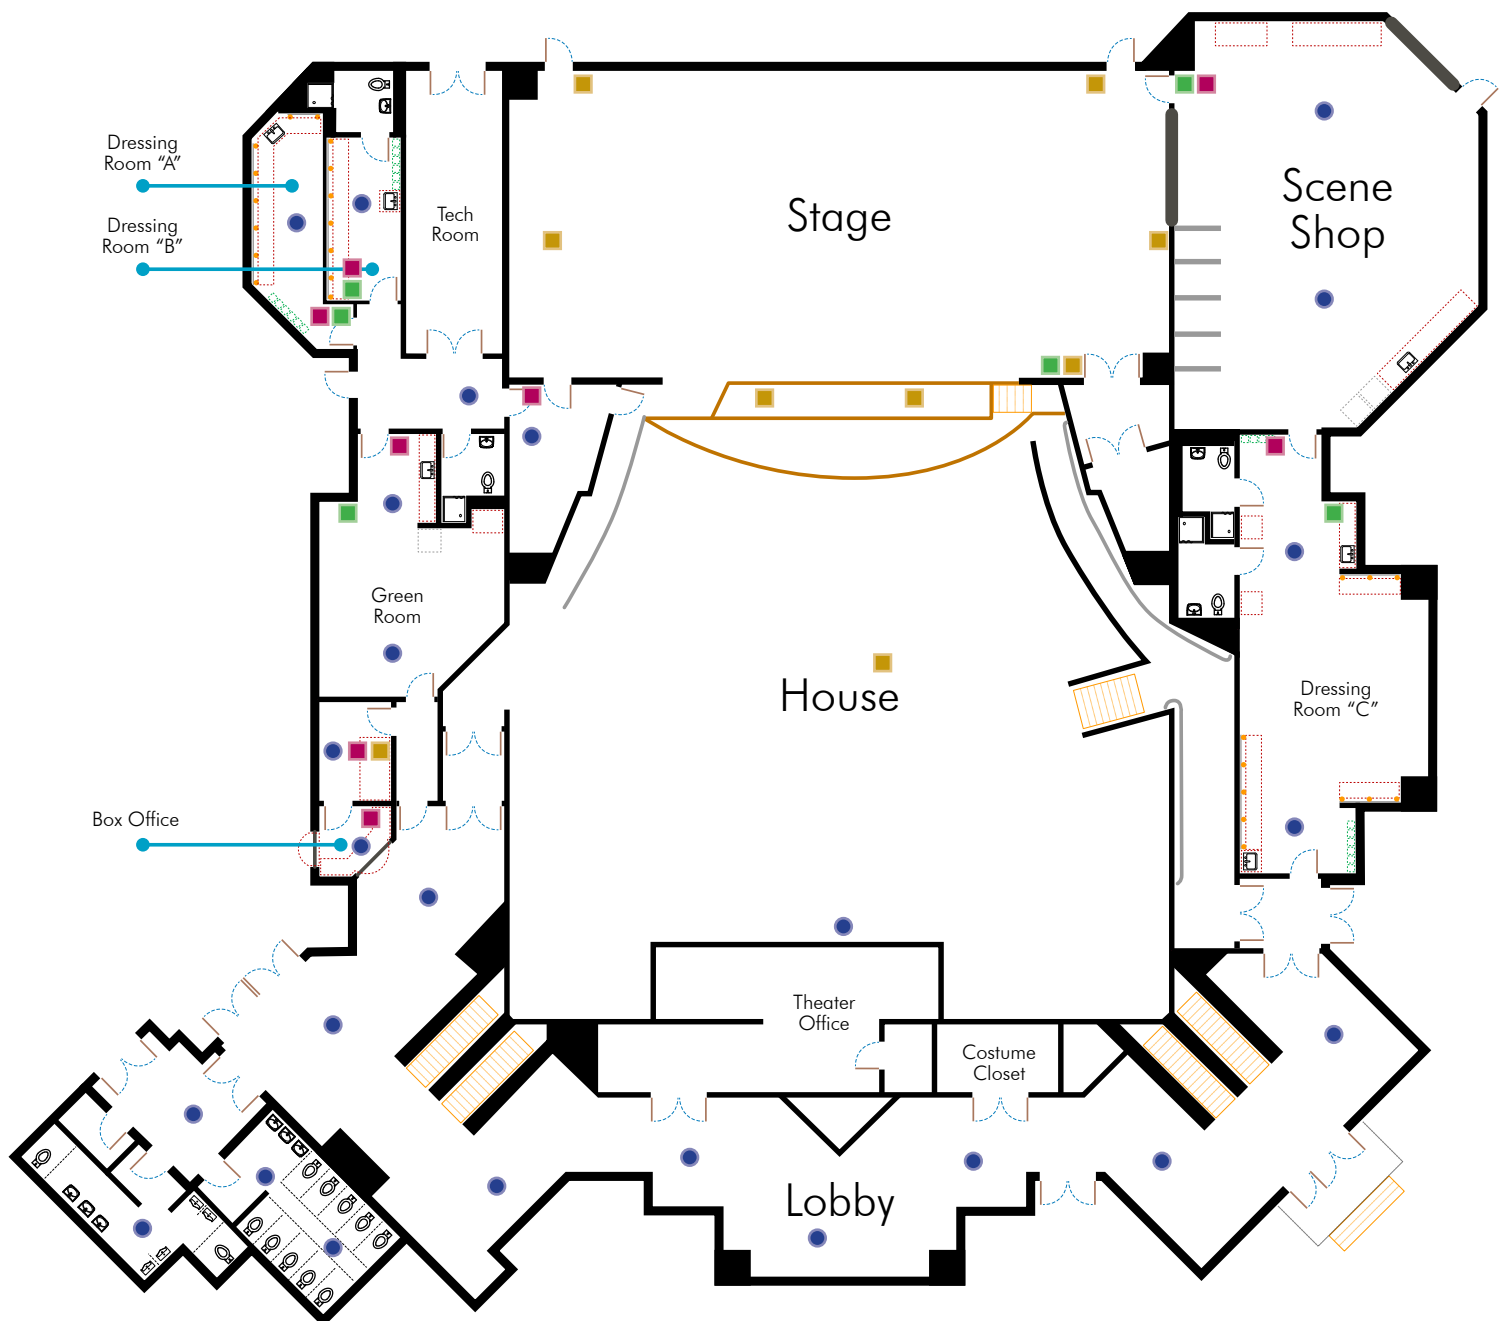 Dressing
Room “A”
Dressing
Room “B”
Tech
Room
Stage
Scene
Shop
Green
Room
House
Dressing
Room “C”
Box Office
Theater
Office
Costume
Closet
Lobby